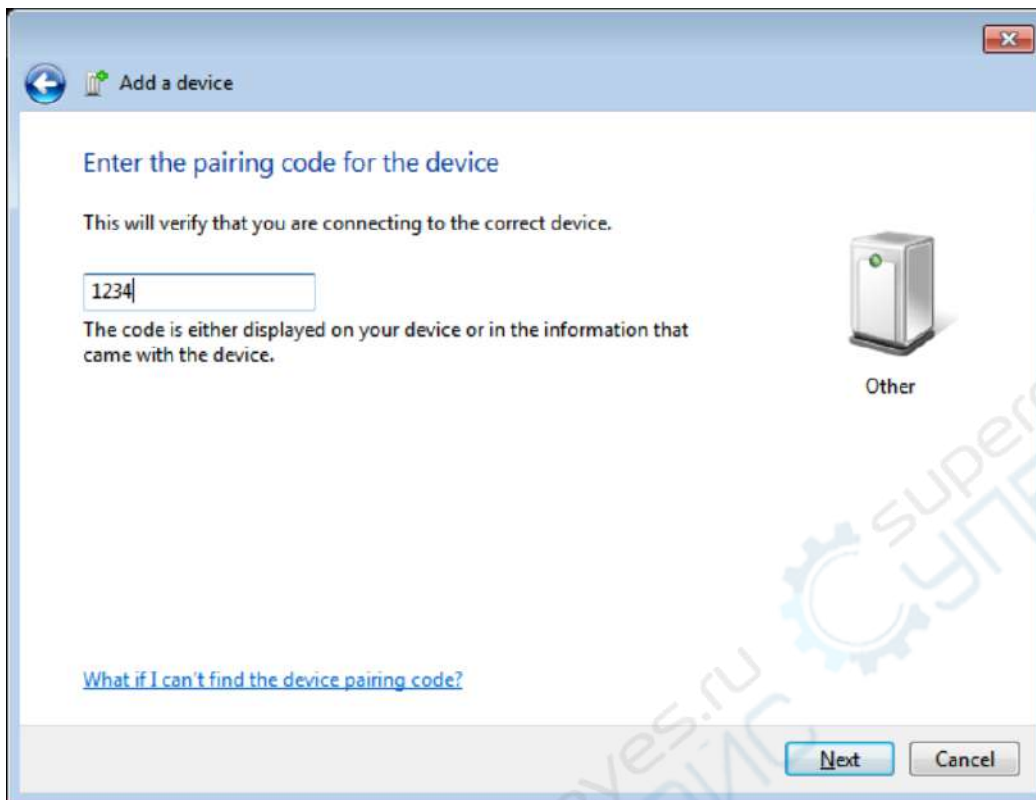 Add a device
Enter the pairing code for the device
This will verify that you are connecting to the correct device.
1234
The code is either displayed on your device or in the information that
came with the device.
Other
What if I can't find the device pairing code?
Next
Cancel